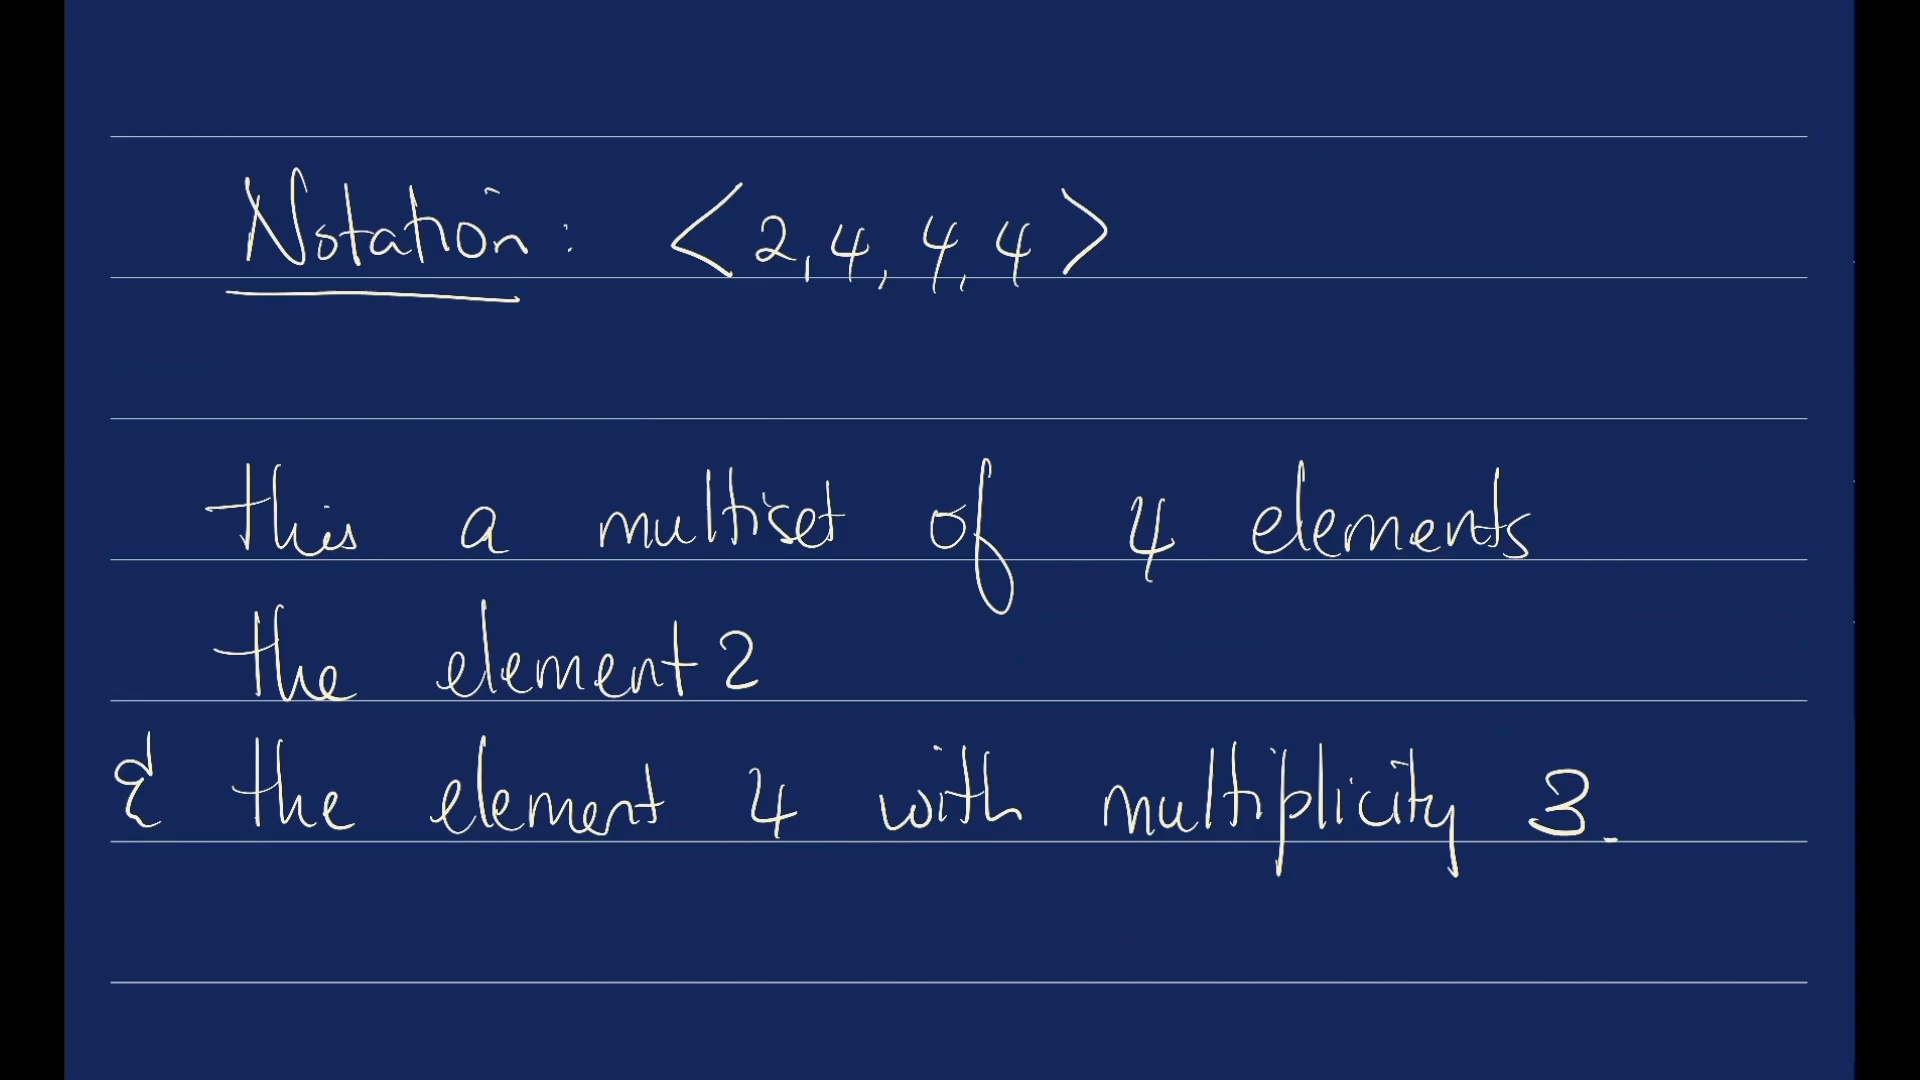 Notation: <2,4,4,4>
this a multiset of 4 elements
the element 2
& the element 4 with multiplicity 3.